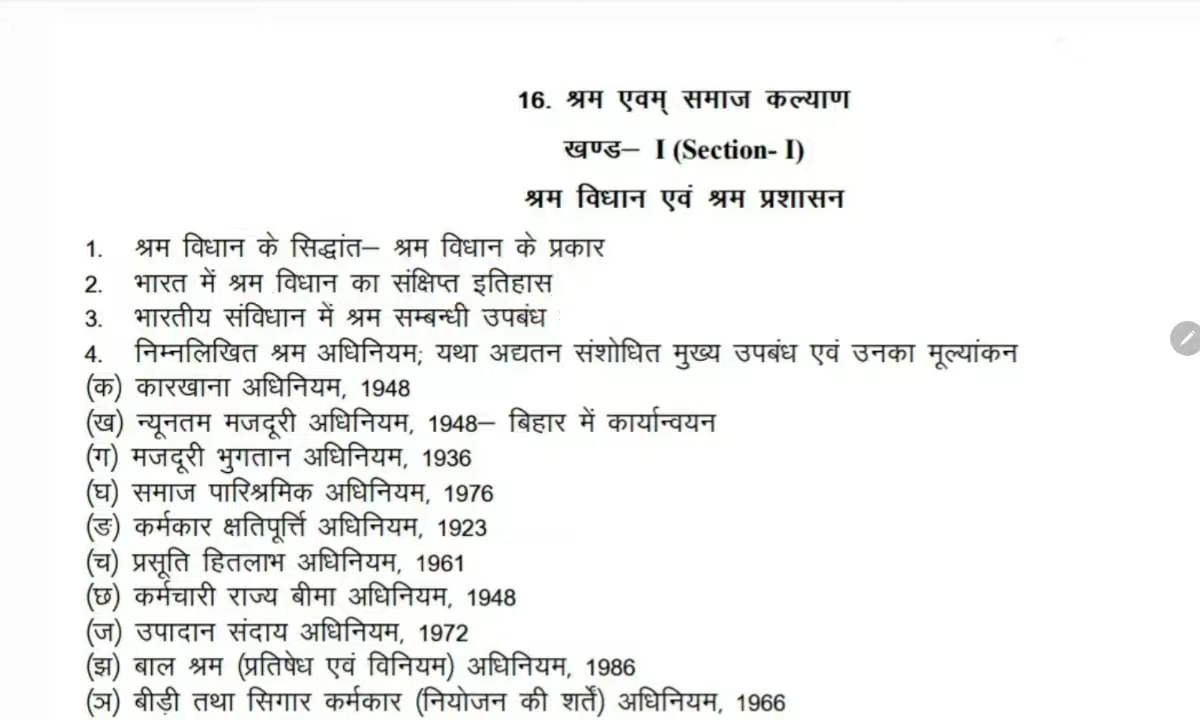 16. श्रम एवम् समाज कल्याण
खण्ड– I (Section- I)
श्रम विधान एवं श्रम प्रशासन
1. श्रम विधान के सिद्धांत– श्रम विधान के प्रकार
2. भारत में श्रम विधान का संक्षिप्त इतिहास
3. भारतीय संविधान में श्रम सम्बन्धी उपबंध
4. निम्नलिखित श्रम अधिनियम; यथा अद्यतन संशोधित मुख्य उपबंध एवं उनका मूल्यांकन
(क) कारखाना अधिनियम, 1948
(ख) न्यूनतम मजदूरी अधिनियम, 1948– बिहार में कार्यान्वयन
(ग) मजदूरी भुगतान अधिनियम, 1936
(घ) समाज पारिश्रमिक अधिनियम, 1976
(ङ) कर्मकार क्षतिपूर्त्ति अधिनियम, 1923
(च) प्रसूति हितलाभ अधिनियम, 1961
(छ) कर्मचारी राज्य बीमा अधिनियम, 1948
(ज) उपादान संदाय अधिनियम, 1972
(झ) बाल श्रम (प्रतिषेध एवं विनियम) अधिनियम, 1986
(ञ) बीड़ी तथा सिगार कर्मकार (नियोजन की शर्तें) अधिनियम, 1966